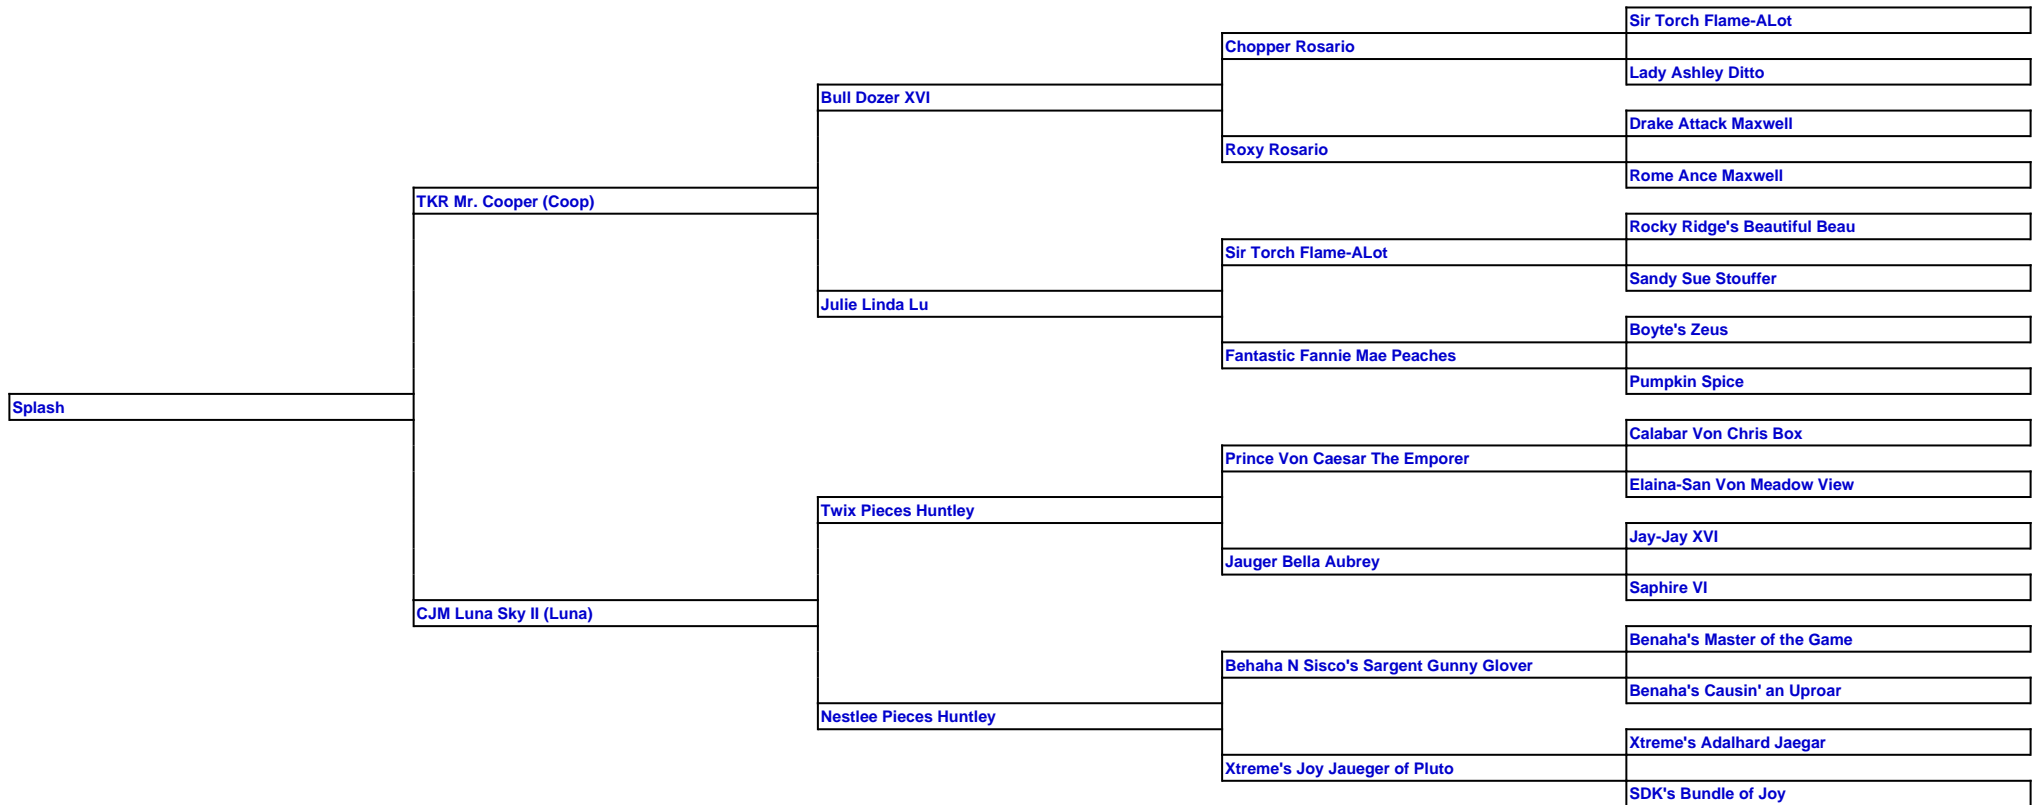 Sir Torch Flame-ALot
Chopper Rosario
Lady Ashley Ditto
Bull Dozer XVI
Drake Attack Maxwell
Roxy Rosario
Rome Ance Maxwell
TKR Mr. Cooper (Coop)
Rocky Ridge's Beautiful Beau
Sir Torch Flame-ALot
Sandy Sue Stouffer
Julie Linda Lu
Boyte's Zeus
Fantastic Fannie Mae Peaches
Pumpkin Spice
Splash
Calabar Von Chris Box
Prince Von Caesar The Emporer
Elaina-San Von Meadow View
Twix Pieces Huntley
Jay-Jay XVI
Jauger Bella Aubrey
Saphire VI
CJM Luna Sky II (Luna)
Benaha's Master of the Game
Behaha N Sisco's Sargent Gunny Glover
Benaha's Causin' an Uproar
Nestlee Pieces Huntley
Xtreme's Adalhard Jaegar
Xtreme's Joy Jaueger of Pluto
SDK's Bundle of Joy